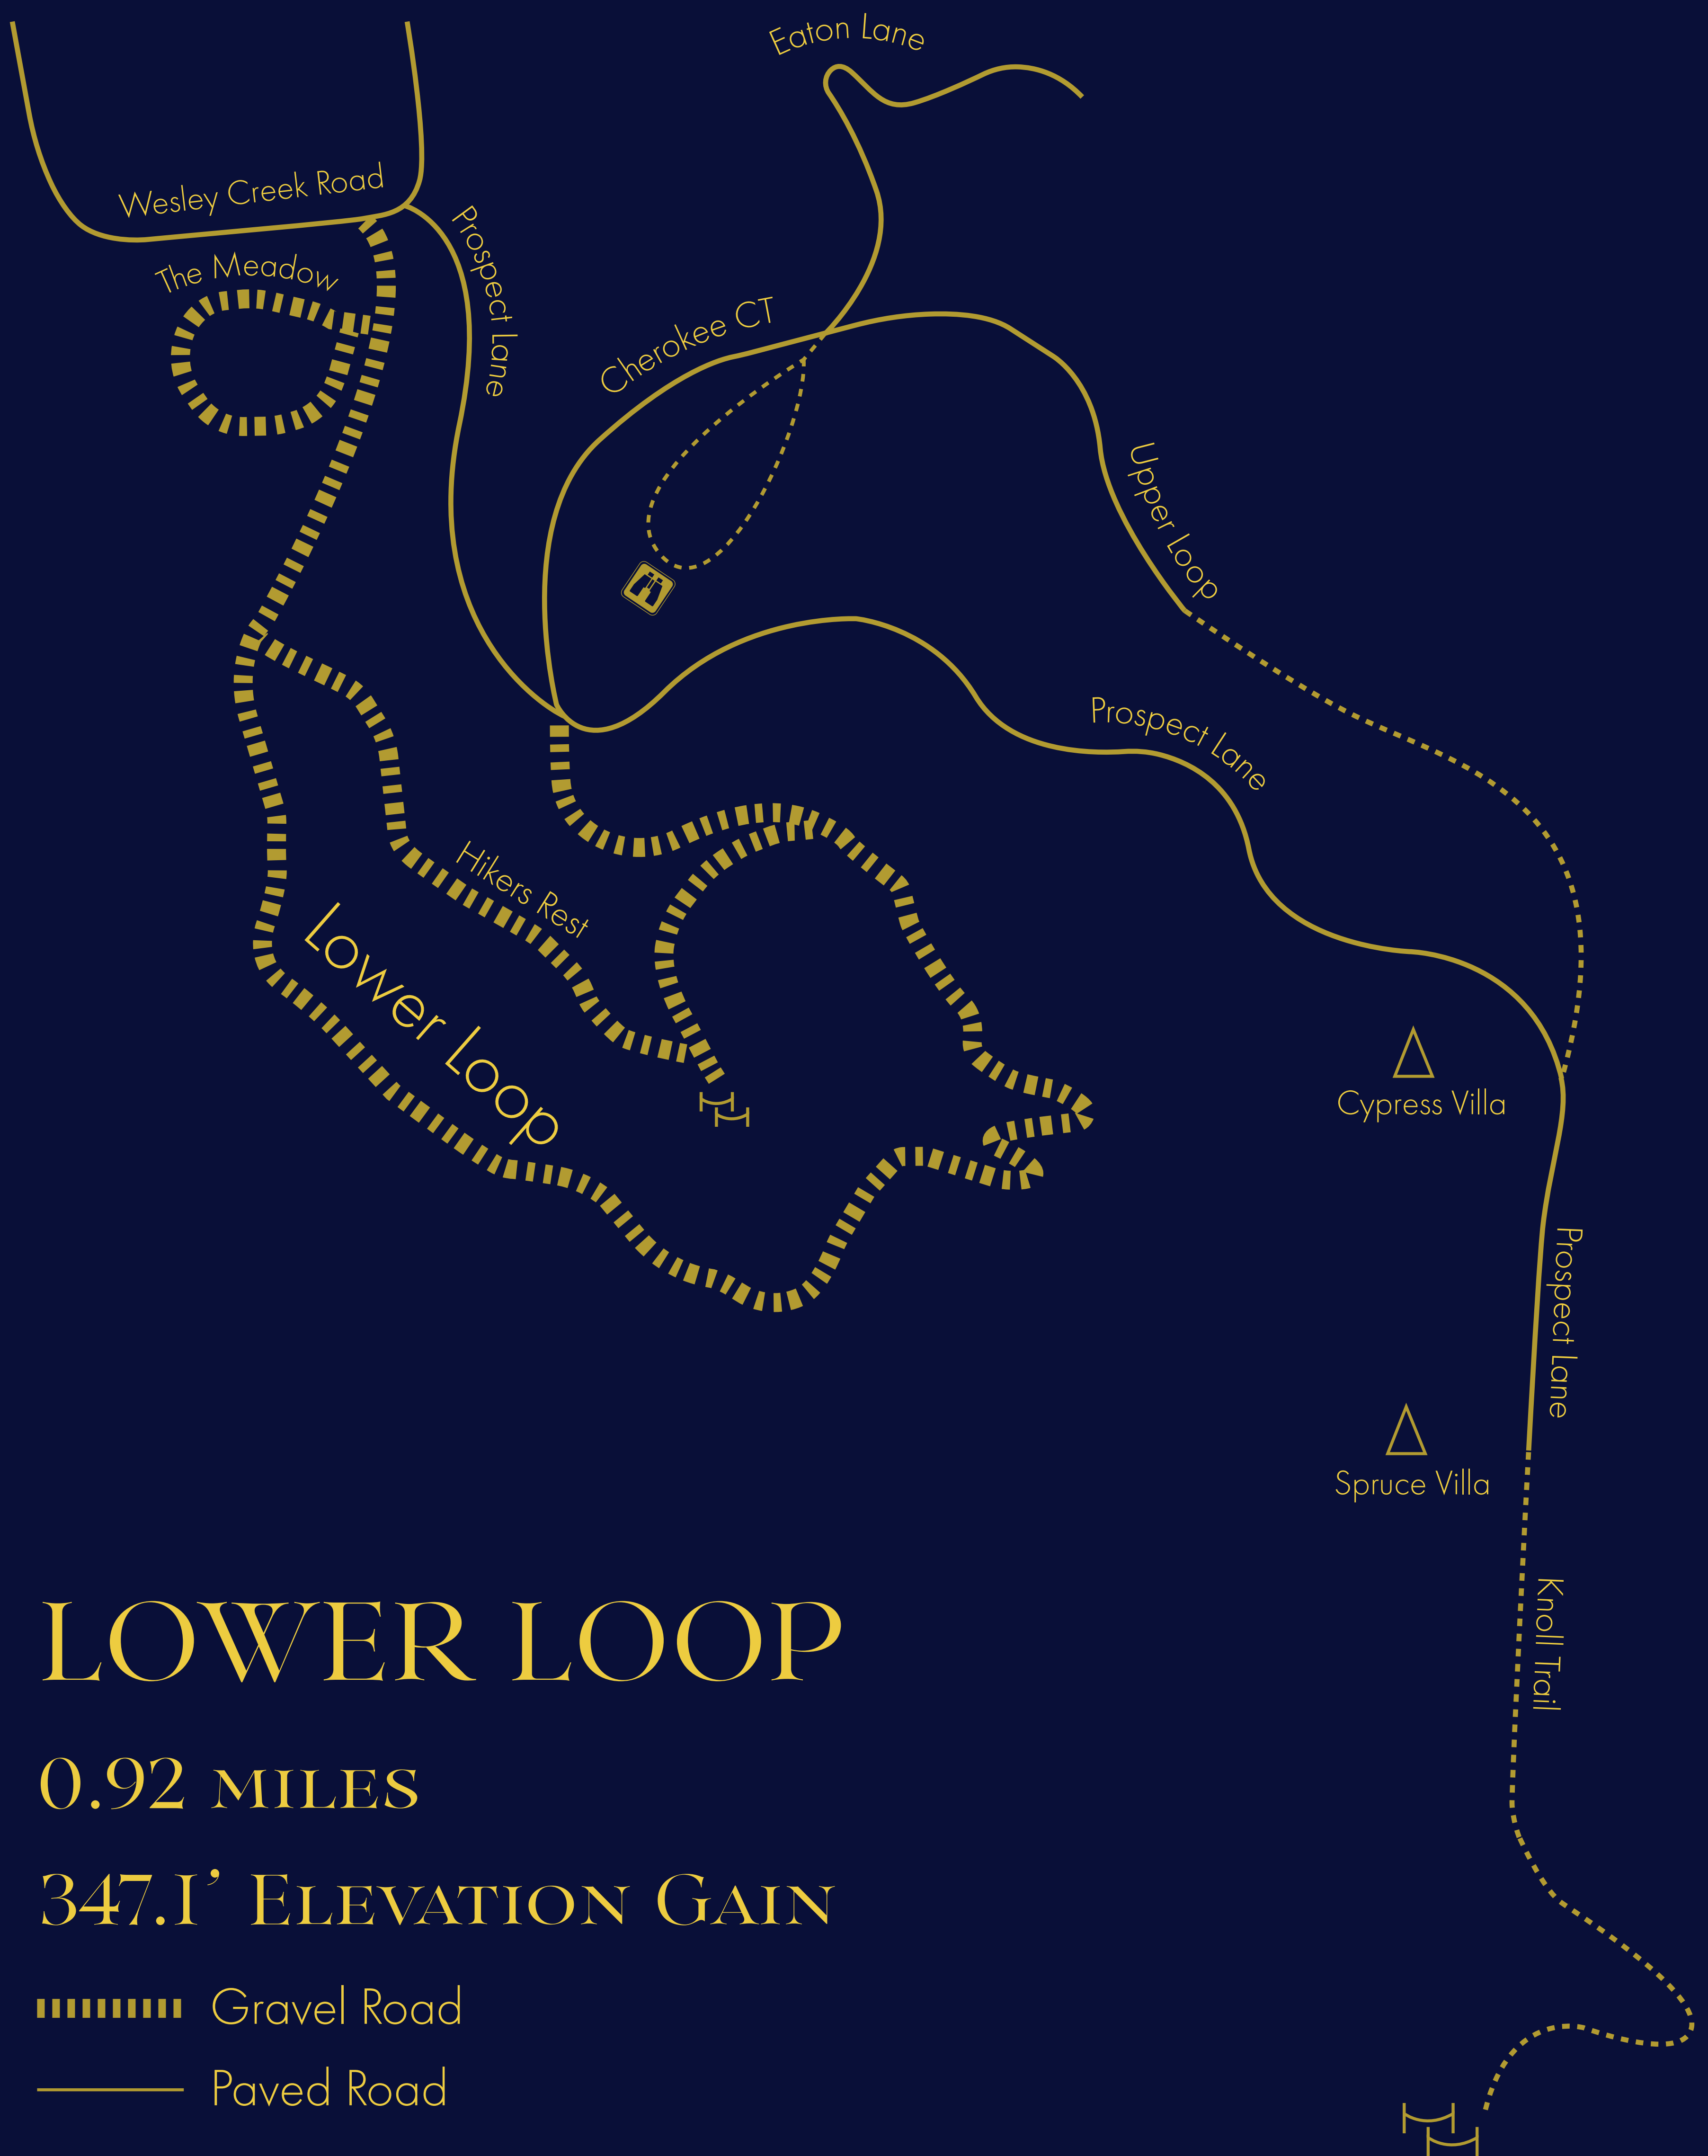 Eaton Lane
Wesley Creek Road
Prospect Lane
The Meadow
Cherokee CT
Upper Loop
Prospect Lane
Hikers Rest
Lower Loop
Cypress Villa
Prospect Lane
Spruce Villa
Knoll Trail
LOWER LOOP
0.92 MILES
347.1’ ELEVATION GAIN
Gravel Road
Paved Road